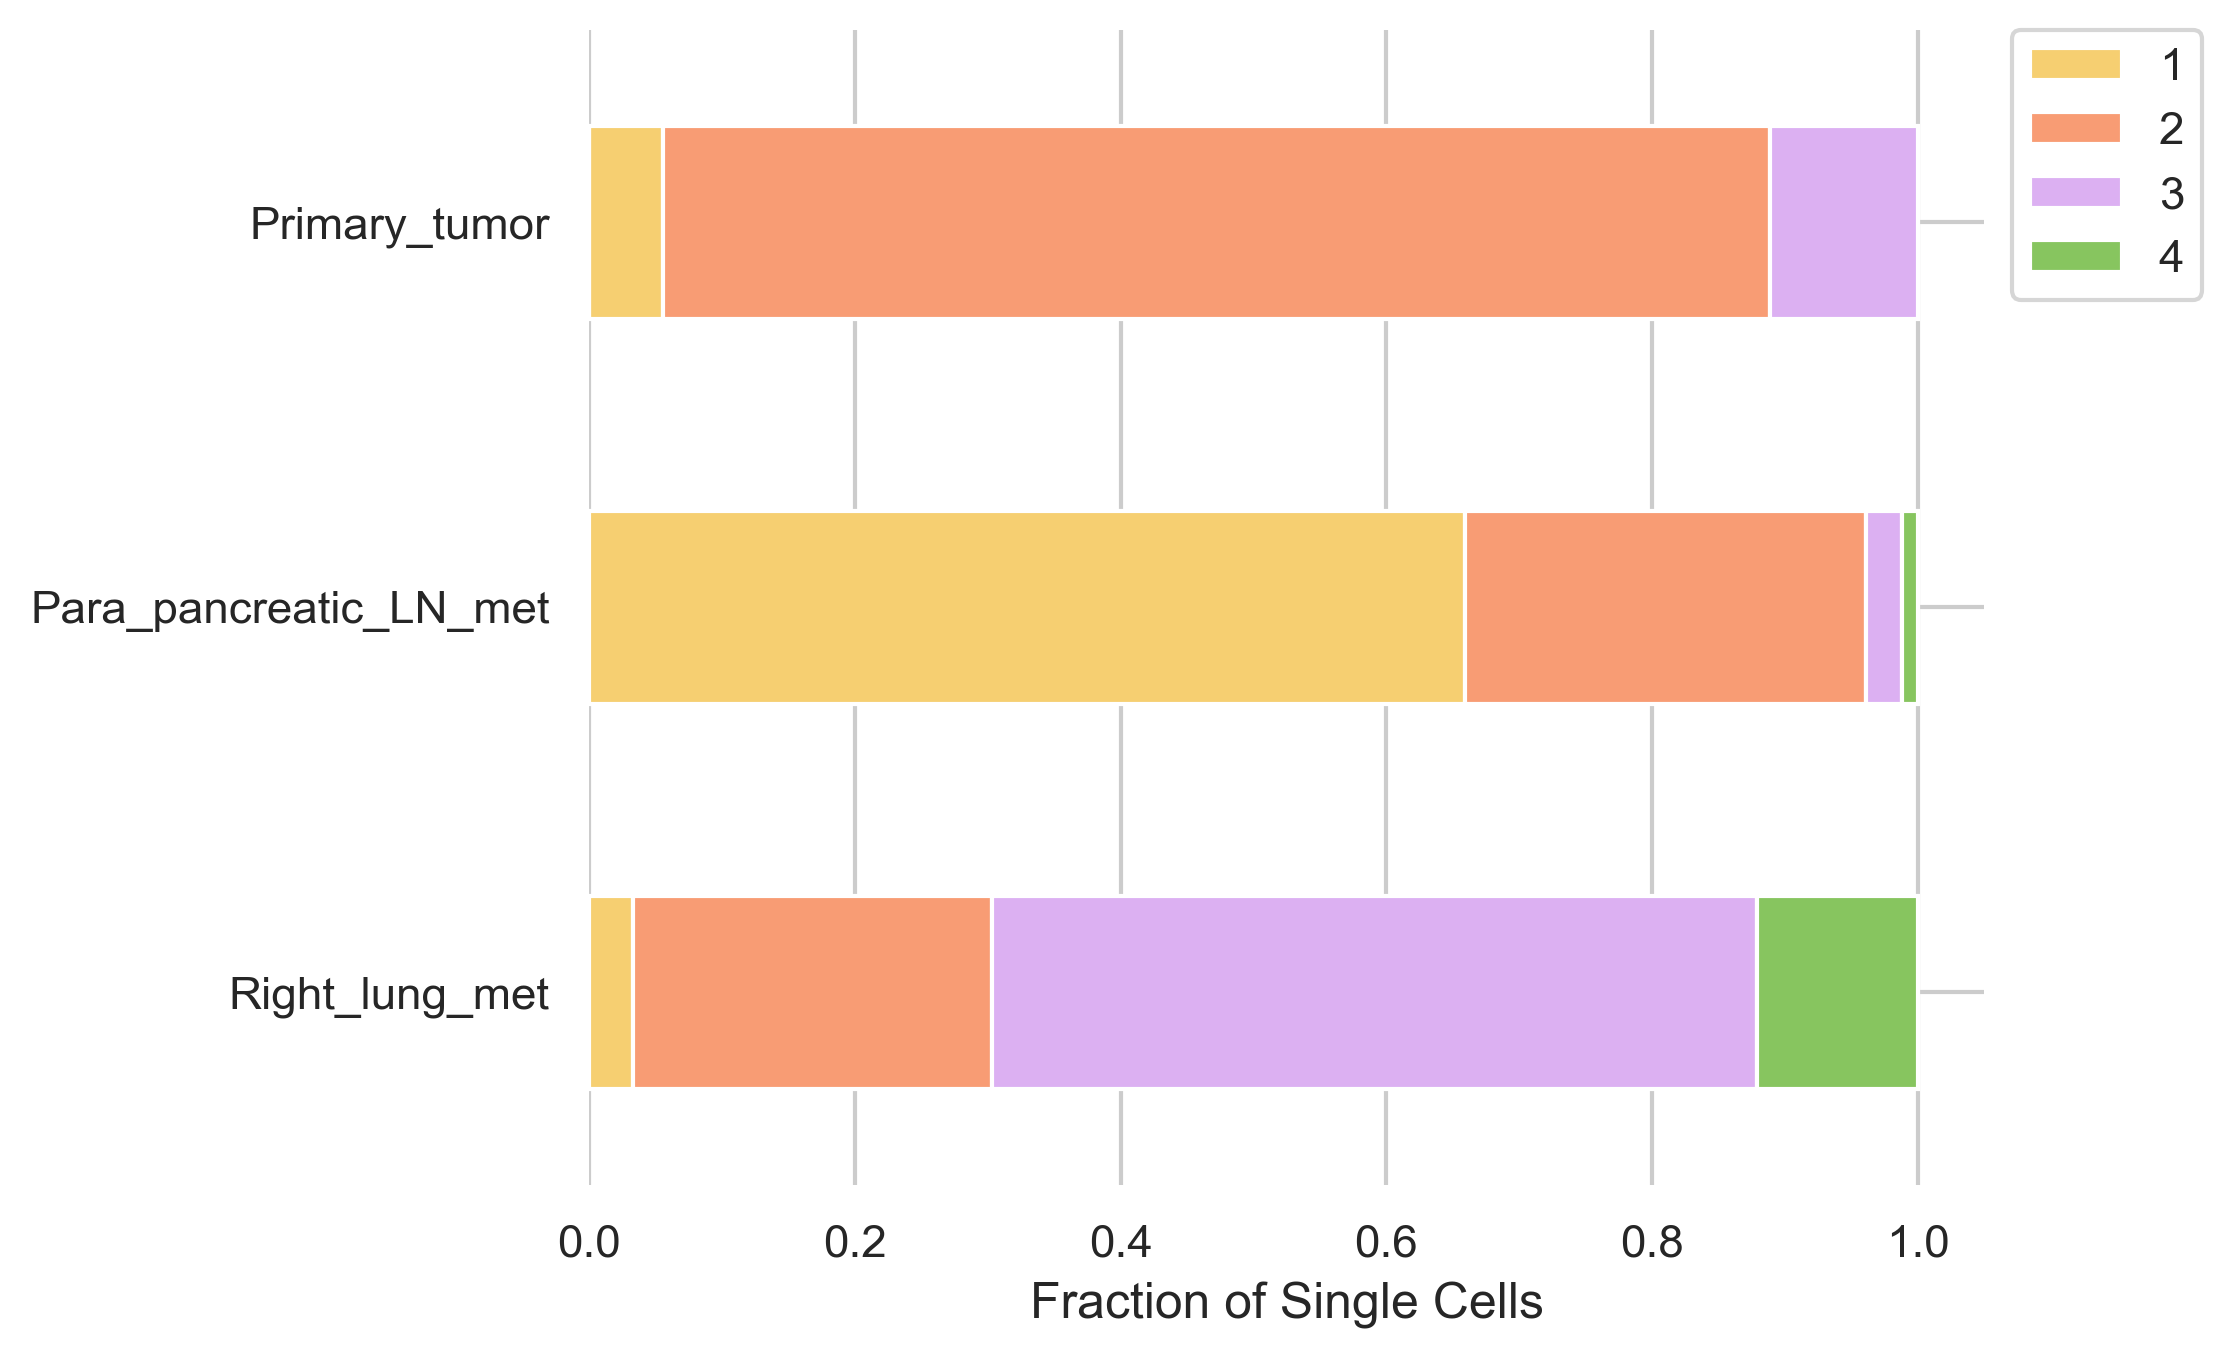 1
2
3
4
Primary_tumor
Para_pancreatic_LN_met
Right_lung_met
0.0 0.2 0.4 0.6 0.8 1.0
Fraction of Single Cells